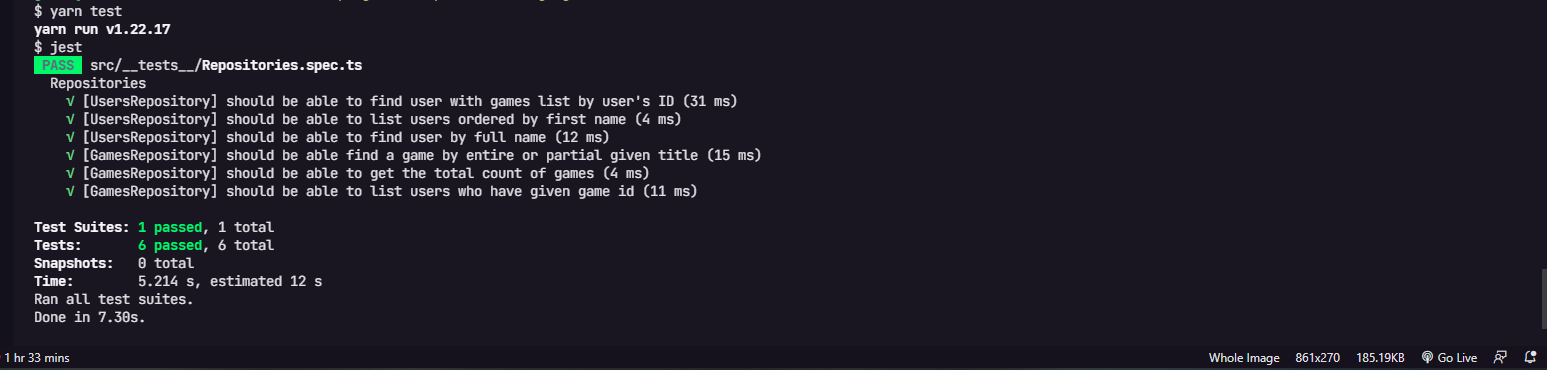 $ yarn test
yarn run v1.22.17
$ jest
PASS src/__tests__/Repositories.spec.ts
Repositories
√ [UsersRepository] should be able to find user with games list by user's ID (31 ms)
√ [UsersRepository] should be able to list users ordered by first name (4 ms)
√ [UsersRepository] should be able to find user by full name (12 ms)
√ [GamesRepository] should be able find a game by entire or partial given title (15 ms)
√ [GamesRepository] should be able to get the total count of games (4 ms)
√ [GamesRepository] should be able to list users who have given game id (11 ms)
Test Suites: 1 passed, 1 total
Tests: 6 passed, 6 total
Snapshots: 0 total
Time: 5.214 s, estimated 12 s
Ran all test suites.
Done in 7.30s.
1 hr 33 mins Whole Image 861x270 185.19KB Go Live